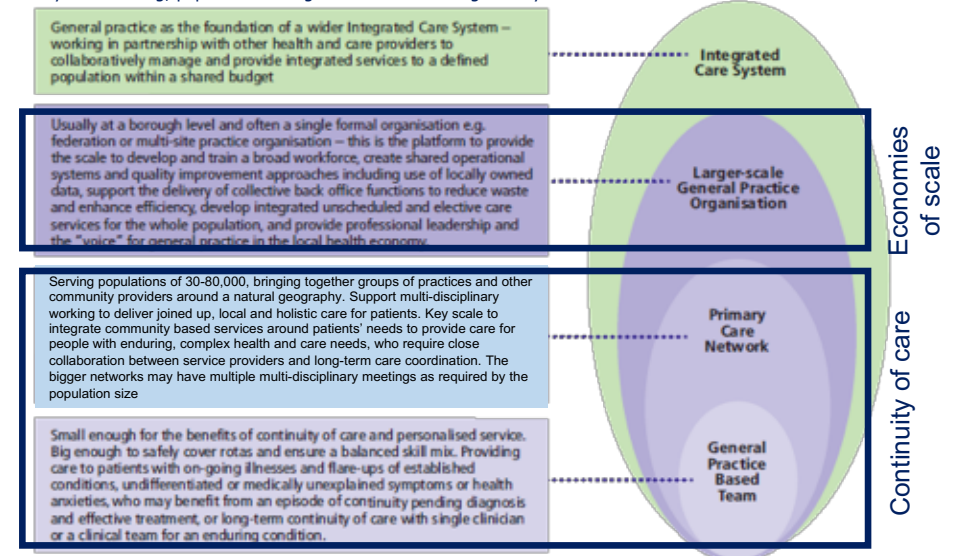 General practice as the foundation of a wider Integrated Care System –
working in partnership with other health and care providers to
collaboratively manage and provide integrated services to a defined
population within a shared budget
Integrated
Care System
Usually at a borough level and often a single formal organisation e.g.
federation or multi-site practice organisation – this is the platform to provide
the scale to develop and train a broad workforce, create shared operational
systems and quality improvement approaches including use of locally owned
data, support the delivery of collective back office functions to reduce waste
and enhance efficiency, develop integrated unscheduled and elective care
services for the whole population, and provide professional leadership and
the "voice" for general practice in the local health economy.
Larger-scale
General Practice
Organisation
Economies
of scale
Serving populations of 30-80,000, bringing together groups of practices and other
community providers around a natural geography. Support multi-disciplinary
working to deliver joined up, local and holistic care for patients. Key scale to
integrate community based services around patients' needs to provide care for
people with enduring, complex health and care needs, who require close
collaboration between service providers and long-term care coordination. The
bigger networks may have multiple multi-disciplinary meetings as required by the
population size
Primary
Care
Network
Continuity of care
Small enough for the benefits of continuity of care and personalised service.
Big enough to safely cover rotas and ensure a balanced skill mix. Providing
care to patients with on-going illnesses and flare-ups of established
conditions, undifferentiated or medically unexplained symptoms or health
anxieties, who may benefit from an episode of continuity pending diagnosis
and effective treatment, or long-term continuity of care with single clinician
or a clinical team for an enduring condition.
General
Practice
Based
Team